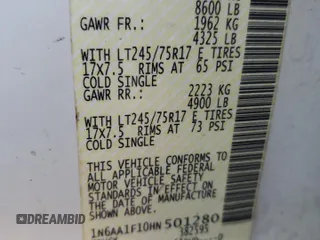 8600 LB
GAWR FR.: 1962 KG
4325 LB
WITH LT245/75R17 E TIRES
17X7.5 RIMS AT 65 PSI
COLD SINGLE
GAWR RR.: 2223 KG
4900 LB
WITH LT245/75R17 E TIRES
17X7.5 RIMS AT 73 PSI
COLD SINGLE
THIS VEHICLE CONFORMS TO
ALL APPLICABLE FEDERAL
MOTOR VEHICLE SAFETY
STANDARDS IN EFFECT ON THE
DATE OF MANUFACTURE
SHOWN ABOVE.
1N6AA1F10HN501280
382595
DREAMBID